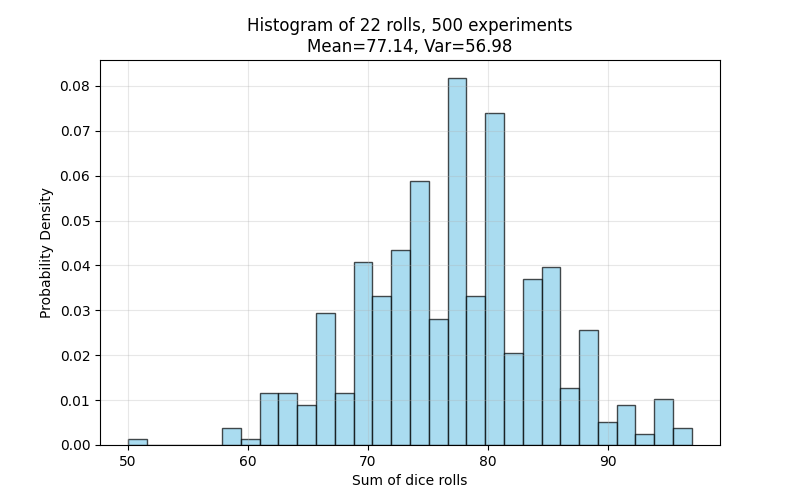 Histogram of 22 rolls, 500 experiments
Mean=77.14, Var=56.98
Probability Density
0.08
0.07
0.06
0.05
0.04
0.03
0.02
0.01
0.00
50 60 70 80 90
Sum of dice rolls